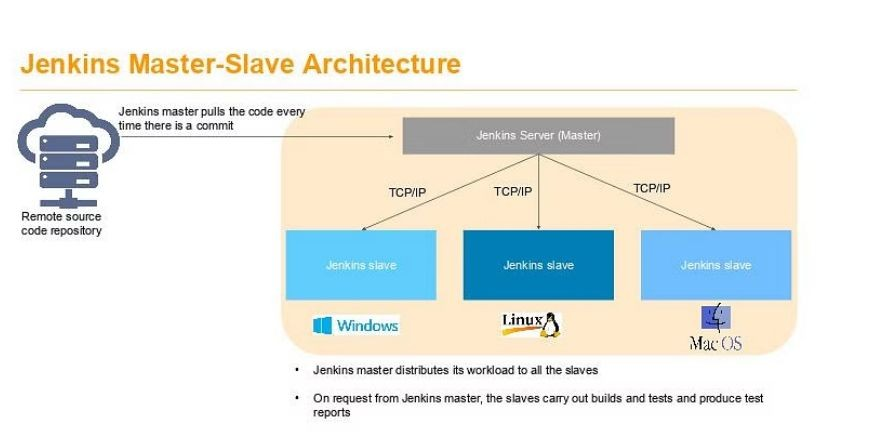 Jenkins Master-Slave Architecture
Jenkins master pulls the code every
time there is a commit
Jenkins Server (Master)
TCP/IP
TCP/IP
TCP/IP
Remote source
code repository
Jenkins slave
Jenkins slave
Jenkins slave
Windows
Linux
Mac OS
• Jenkins master distributes its workload to all the slaves
• On request from Jenkins master, the slaves carry out builds and tests and produce test
reports